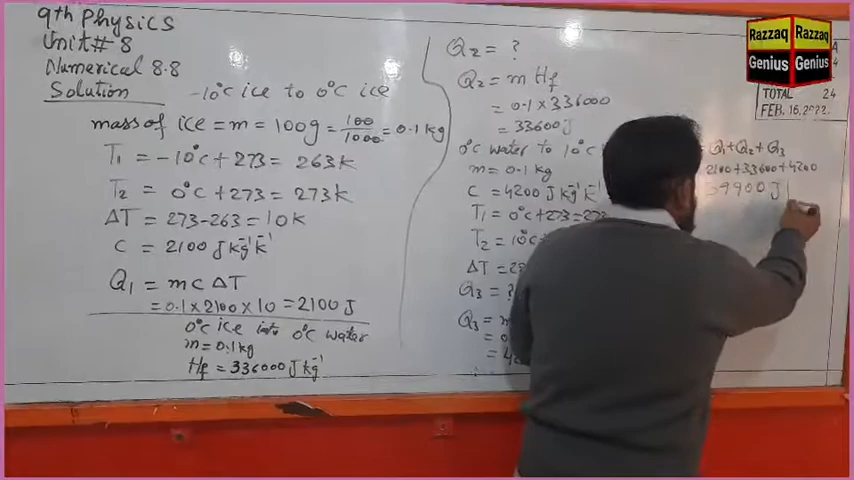 9th Physics
Unit # 8
Numerical 8.8
Solution
-10°C ice to 0°C ice
mass of ice = m = 100g = 100/1000 = 0.1 kg
T₁ = -10°C + 273 = 263K
T₂ = 0°C + 273 = 273K
ΔT = 273-263 = 10K
C = 2100 J kg⁻¹ K⁻¹
Q₁ = mcΔT
= 0.1 × 2100 × 10 = 2100 J
0°C ice into 0°C water
m = 0.1 kg
Hf = 336000 J kg⁻¹
Q₂ = ?
Q₂ = m Hf
= 0.1 × 336000
= 33600 J
0°C water to 10°C
m = 0.1 kg
C = 4200 J kg⁻¹ K⁻¹
T₁ = 0°C + 273 = 273
T₂ = 10°C
ΔT =
Q₃ = ?
Q₃ =
=
=
= Q₁+Q₂+Q₃
2100+33600+4200
39900 J
Razzaq Razzaq
Genius Genius
TOTAL 24
FEB. 16, 2022